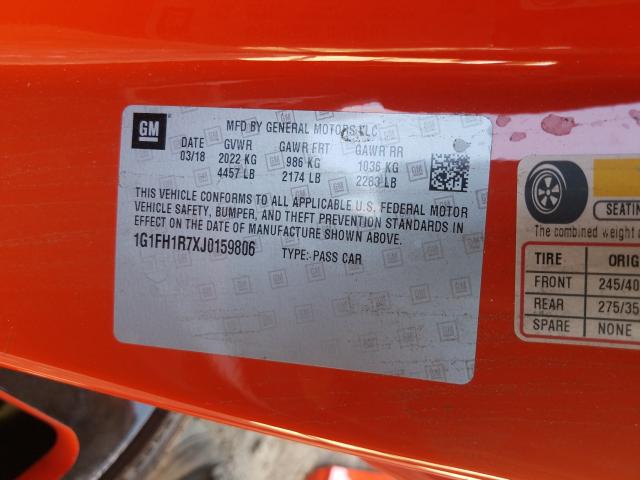 GM
MFD BY GENERAL MOTORS LLC
DATE GVWR GAWR FRT GAWR RR
03/18 2022 KG 986 KG 1036 KG
4457 LB 2174 LB 2283 LB
THIS VEHICLE CONFORMS TO ALL APPLICABLE U.S. FEDERAL MOTOR
VEHICLE SAFETY, BUMPER, AND THEFT PREVENTION STANDARDS IN
EFFECT ON THE DATE OF MANUFACTURE SHOWN ABOVE.
1G1FH1R7XJ0159806 TYPE: PASS CAR
SEATIN
The combined weight
TIRE ORIG
FRONT 245/40
REAR 275/35
SPARE NONE